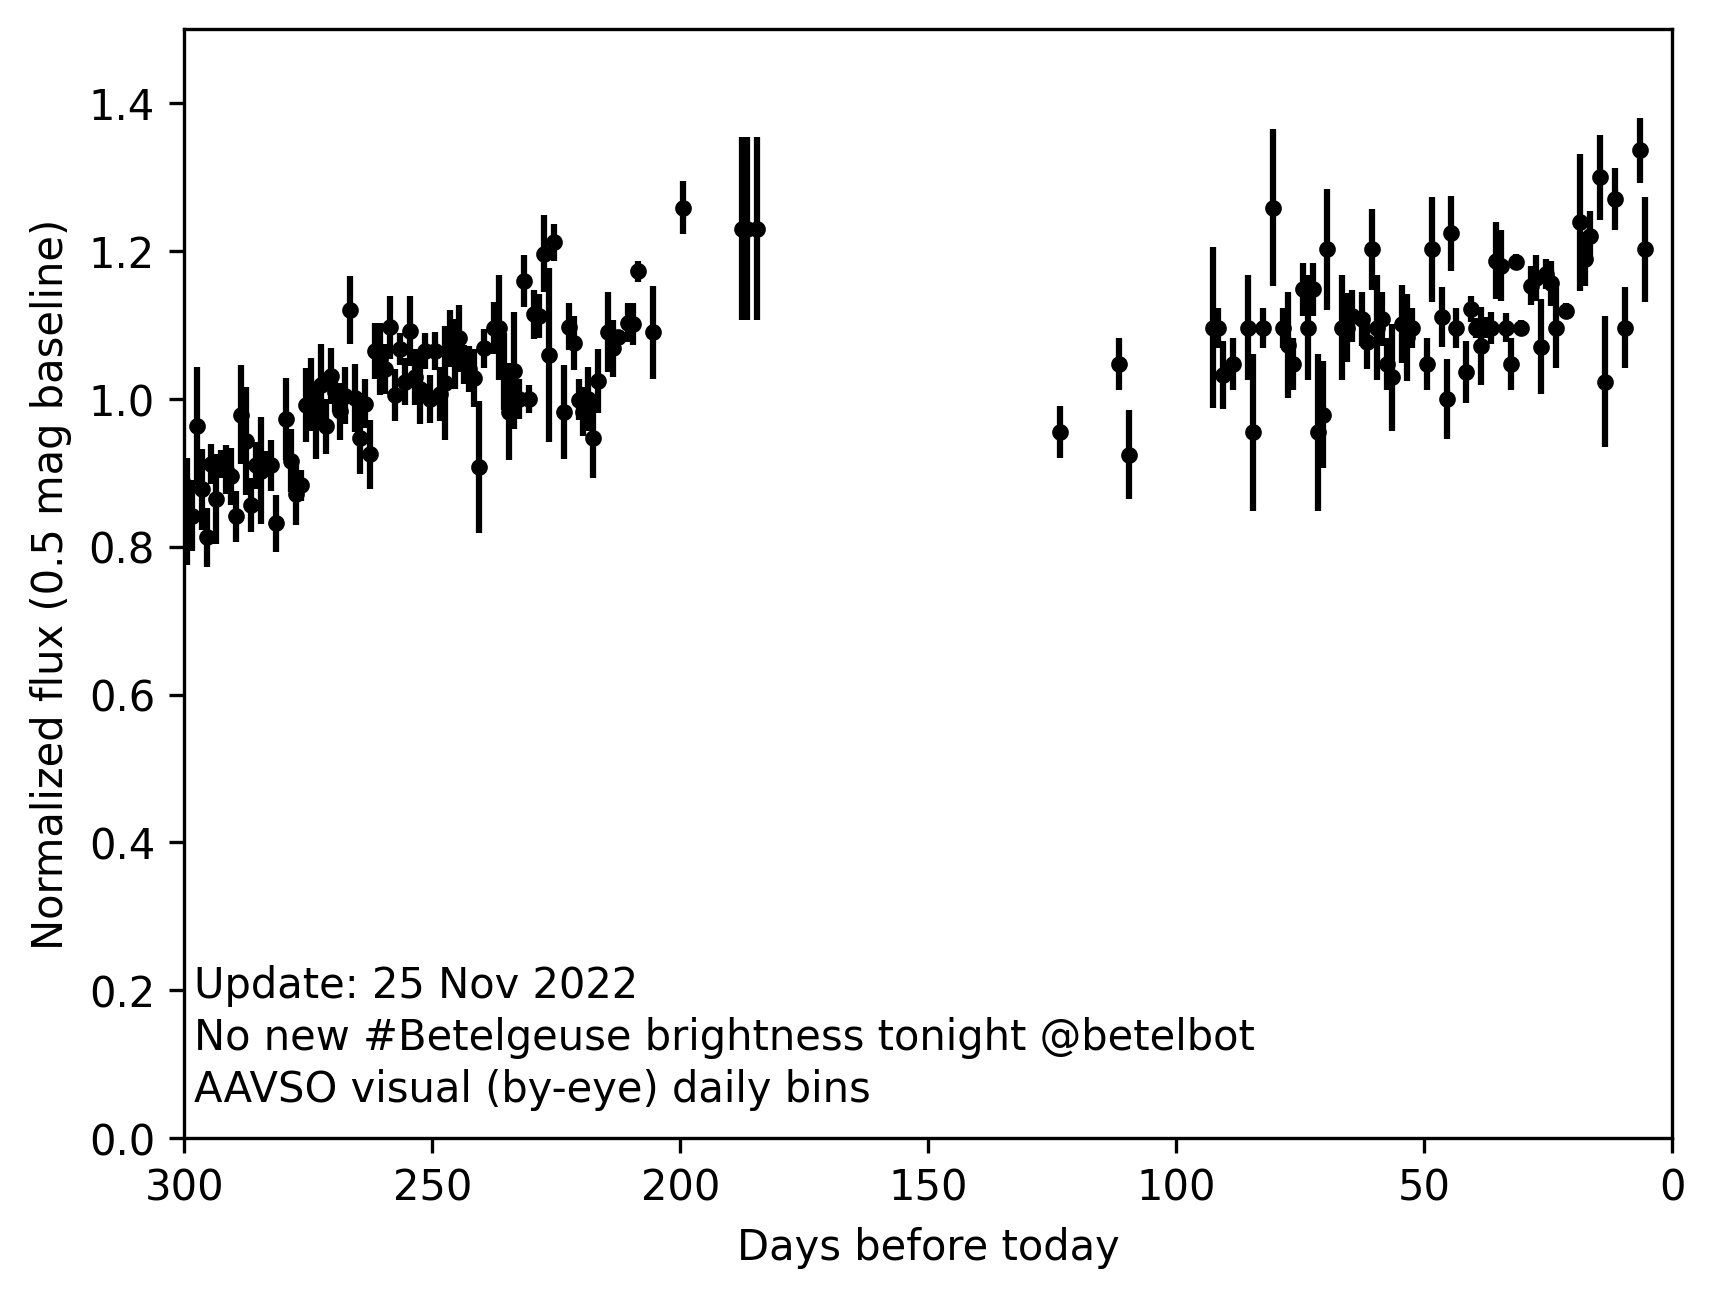 1.4
1.2
1.0
0.8
0.6
0.4
0.2
0.0
Normalized flux (0.5 mag baseline)
Update: 25 Nov 2022
No new #Betelgeuse brightness tonight @betelbot
AAVSO visual (by-eye) daily bins
300 250 200 150 100 50 0
Days before today